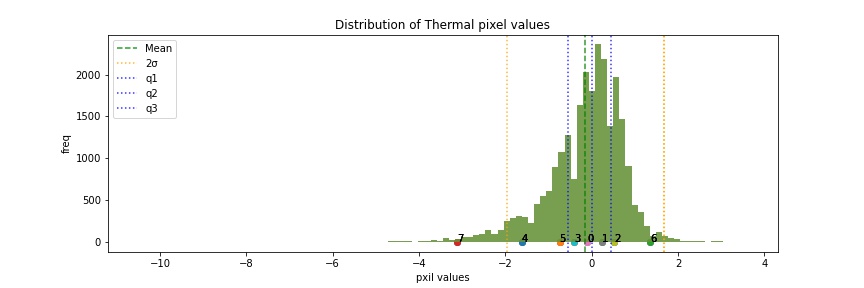 Distribution of Thermal pixel values
Mean
2σ
q1
q2
q3
freq
2000
1500
1000
500
0
7 4 5 3 0 1 2 6
−10 −8 −6 −4 −2 0 2 4
pxil values